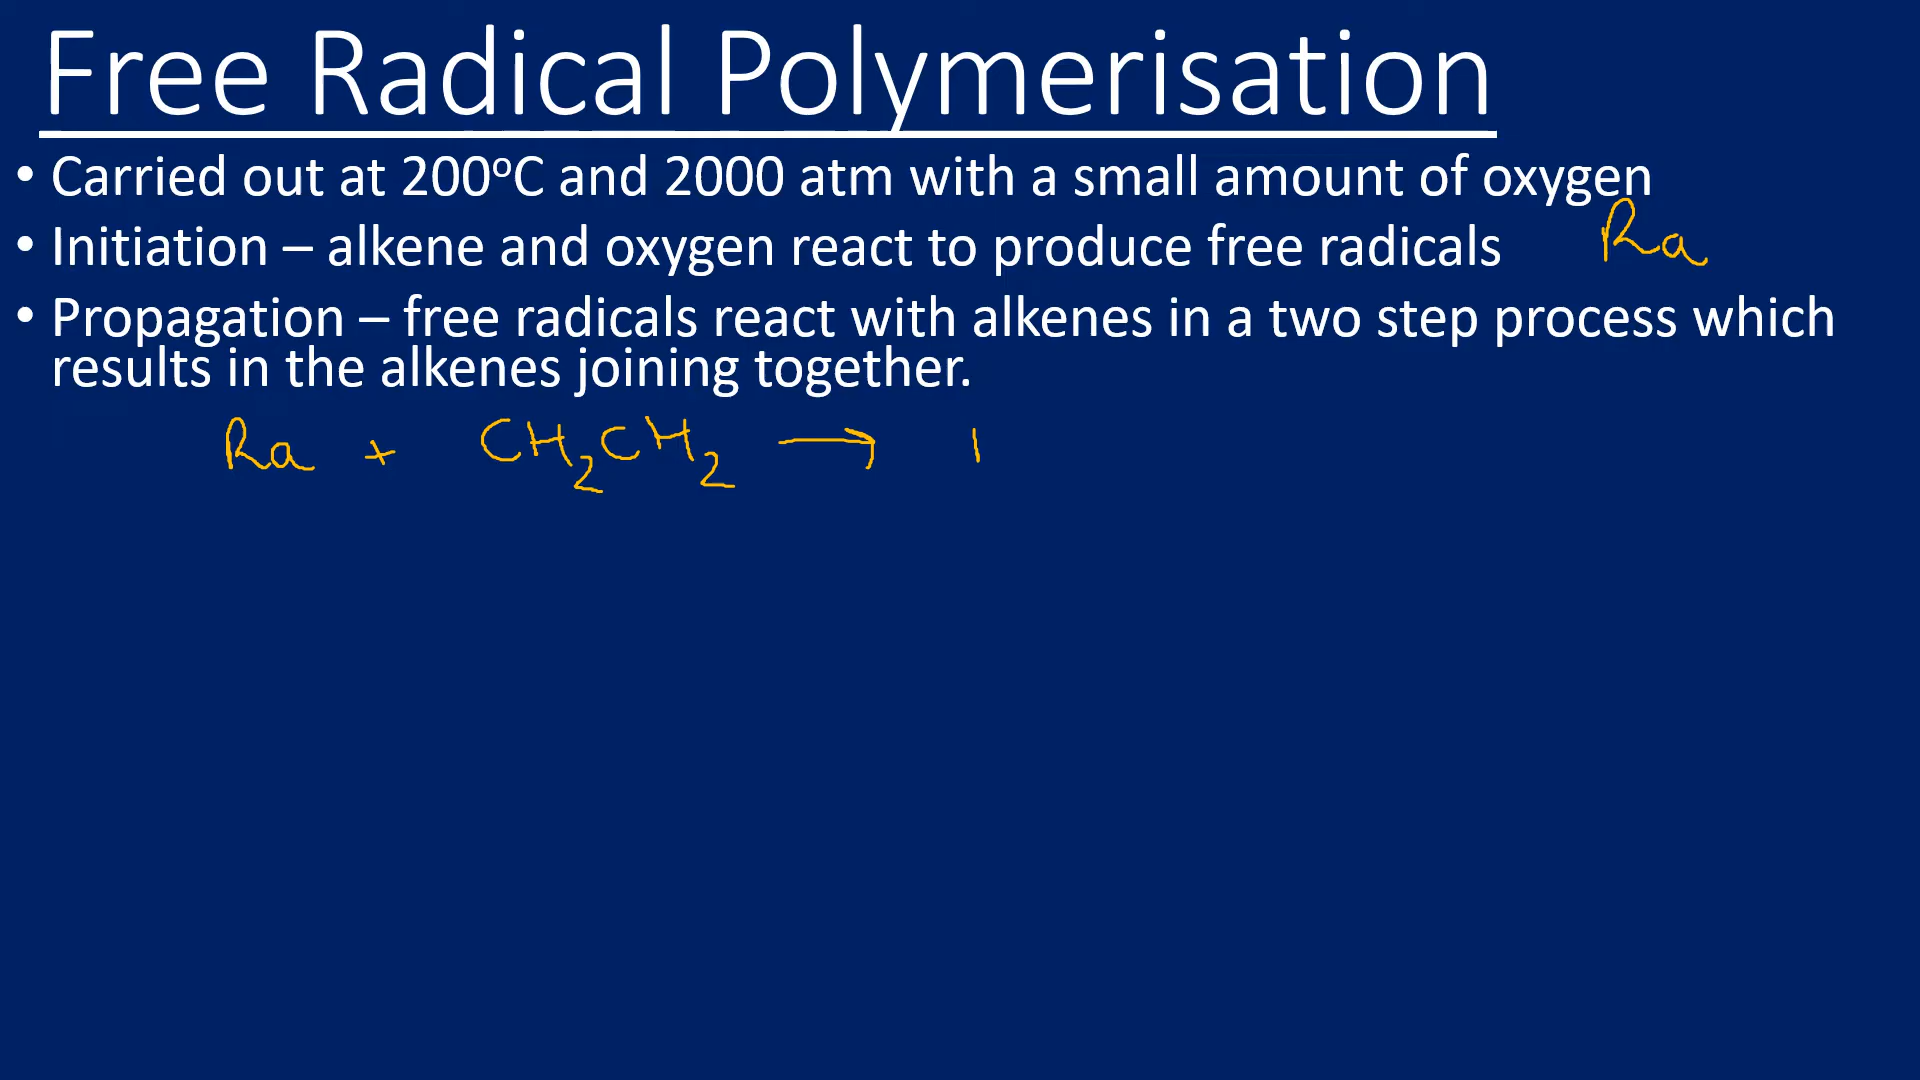 Free Radical Polymerisation
• Carried out at 200°C and 2000 atm with a small amount of oxygen
• Initiation – alkene and oxygen react to produce free radicals Ra
• Propagation – free radicals react with alkenes in a two step process which
results in the alkenes joining together.
Ra + CH₂CH₂ →